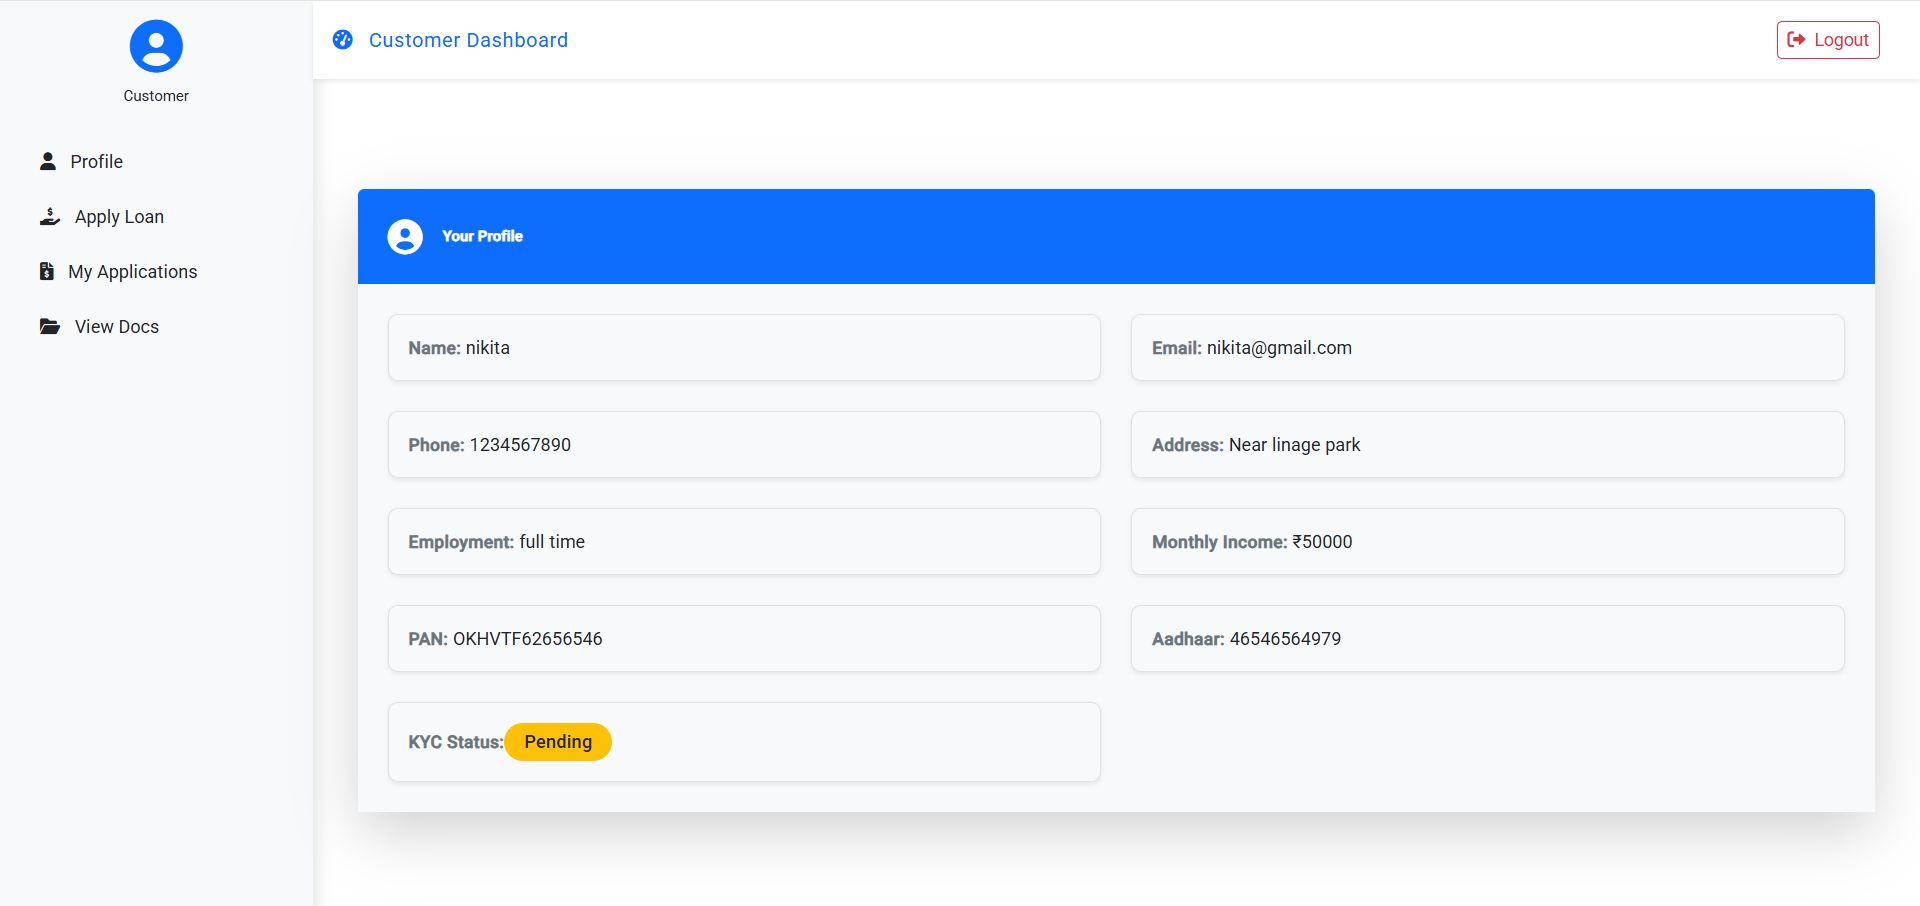 Customer
Profile
Apply Loan
My Applications
View Docs
Customer Dashboard
Logout
Your Profile
Name: nikita
Email: nikita@gmail.com
Phone: 1234567890
Address: Near linage park
Employment: full time
Monthly Income: ₹50000
PAN: OKHVTF62656546
Aadhaar: 46546564979
KYC Status: Pending